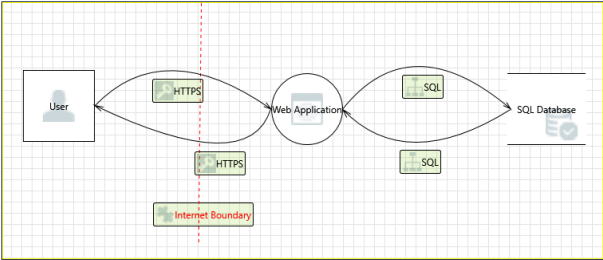 HTTPS
SQL
User
Web Application
SQL Database
HTTPS
SQL
Internet Boundary